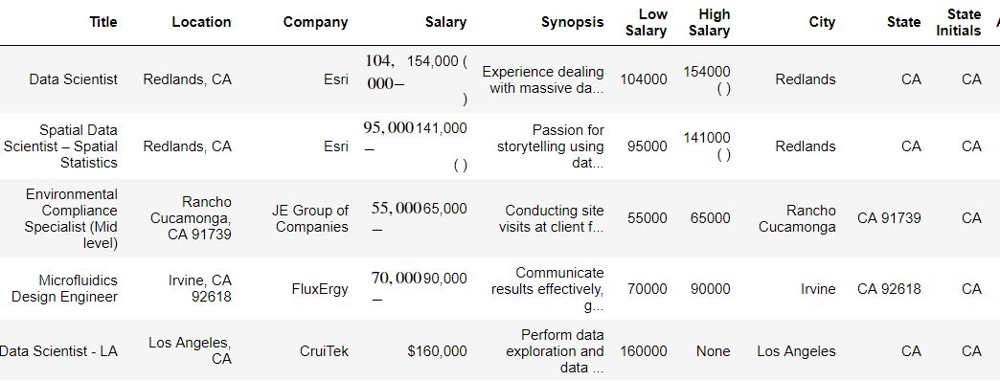 Title Location Company Salary Synopsis Low Salary High Salary City State State Initials
Data Scientist Redlands, CA Esri 104, 000– 154,000 ( ) Experience dealing with massive da... 104000 154000 ( ) Redlands CA CA
Spatial Data Scientist – Spatial Statistics Redlands, CA Esri 95, 000 – 141,000 ( ) Passion for storytelling using dat... 95000 141000 ( ) Redlands CA CA
Environmental Compliance Specialist (Mid level) Rancho Cucamonga, CA 91739 JE Group of Companies 55, 000 – 65,000 Conducting site visits at client f... 55000 65000 Rancho Cucamonga CA 91739 CA
Microfluidics Design Engineer Irvine, CA 92618 FluxErgy 70, 000 – 90,000 Communicate results effectively, g... 70000 90000 Irvine CA 92618 CA
Data Scientist - LA Los Angeles, CA CruiTek $160,000 Perform data exploration and data ... 160000 None Los Angeles CA CA